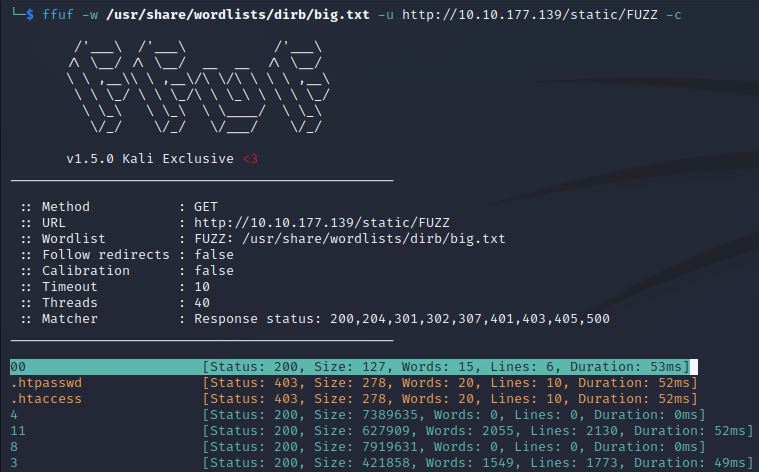 └─$ ffuf -w /usr/share/wordlists/dirb/big.txt -u http://10.10.177.139/static/FUZZ -c
v1.5.0 Kali Exclusive <3
:: Method           : GET
:: URL              : http://10.10.177.139/static/FUZZ
:: Wordlist         : FUZZ: /usr/share/wordlists/dirb/big.txt
:: Follow redirects : false
:: Calibration      : false
:: Timeout          : 10
:: Threads          : 40
:: Matcher          : Response status: 200,204,301,302,307,401,403,405,500
00                      [Status: 200, Size: 127, Words: 15, Lines: 6, Duration: 53ms]
.htpasswd               [Status: 403, Size: 278, Words: 20, Lines: 10, Duration: 52ms]
.htaccess               [Status: 403, Size: 278, Words: 20, Lines: 10, Duration: 52ms]
4                       [Status: 200, Size: 7389635, Words: 0, Lines: 0, Duration: 0ms]
11                      [Status: 200, Size: 627909, Words: 2055, Lines: 2130, Duration: 52ms]
8                       [Status: 200, Size: 7919631, Words: 0, Lines: 0, Duration: 0ms]
3                       [Status: 200, Size: 421858, Words: 1549, Lines: 1773, Duration: 49ms]